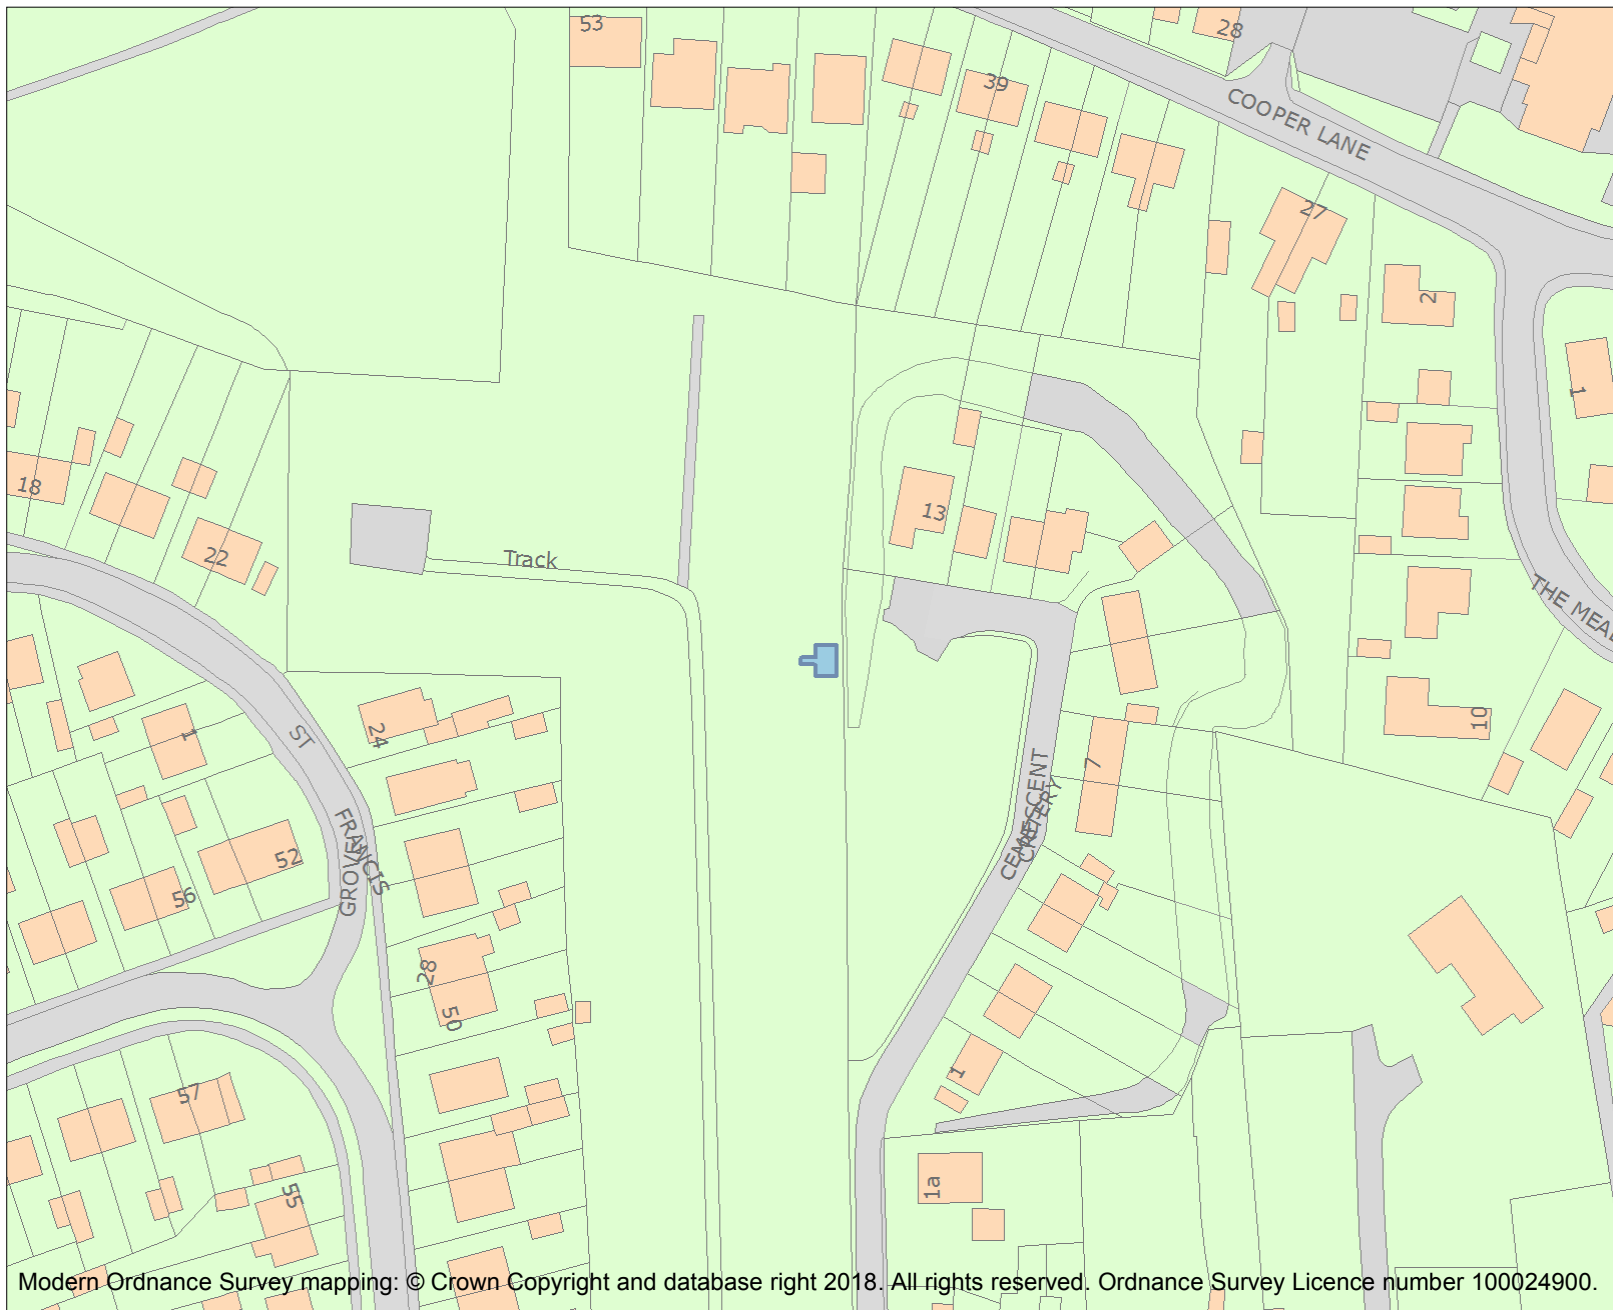 53
28
39
COOPER LANE
27
2
1
18
13
22
Track
THE MEA
10
1
24
ST
7
CRESCENT
CEMETERY
FRANCIS
GROVE
52
56
28
50
1
57
1a
55
Modern Ordnance Survey mapping: © Crown Copyright and database right 2018. All rights reserved. Ordnance Survey Licence number 100024900.